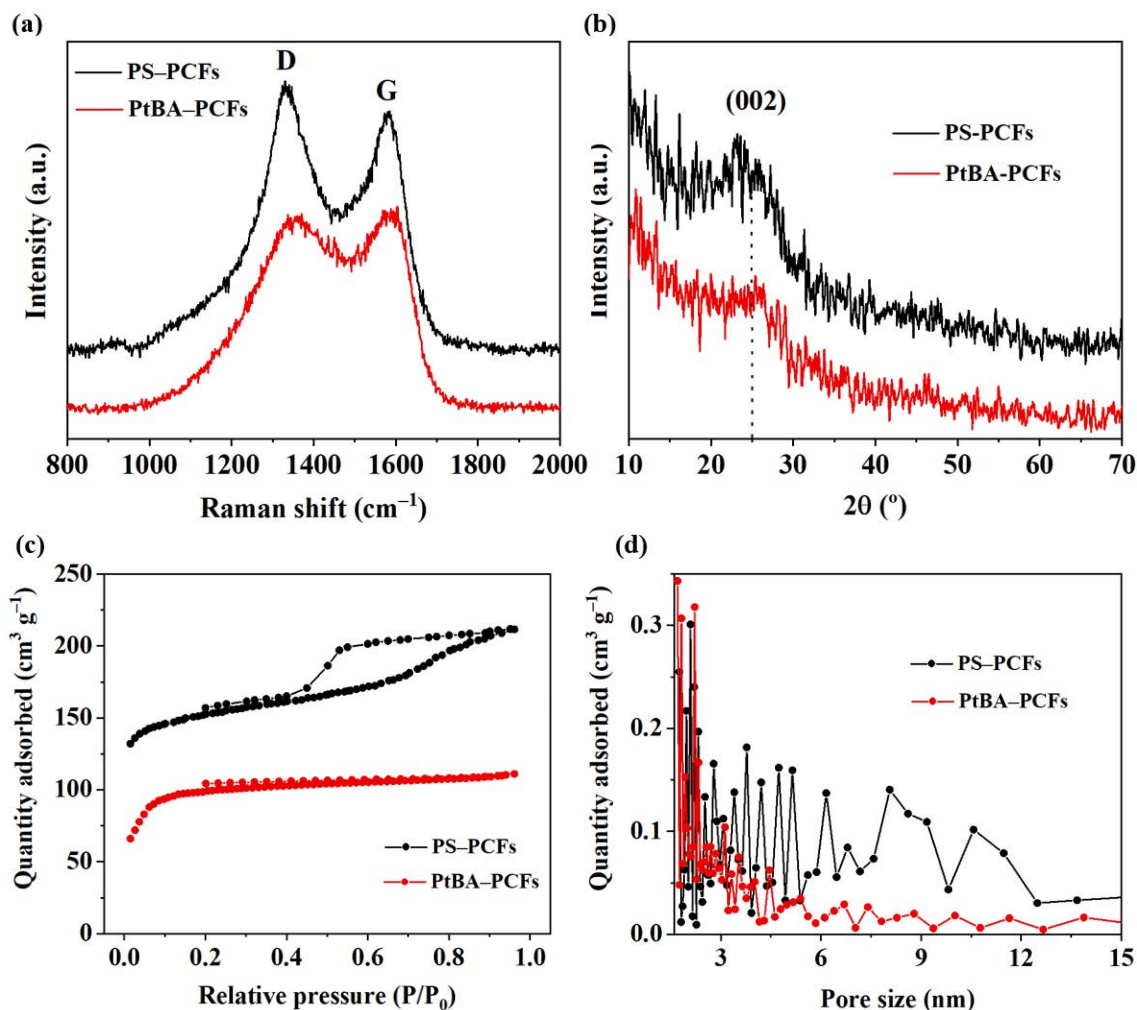 (a)
D
G
PS–PCFs
PtBA–PCFs
Intensity (a.u.)
800 1000 1200 1400 1600 1800 2000
Raman shift (cm⁻¹)
(b)
(002)
PS-PCFs
PtBA-PCFs
Intensity (a.u.)
10 20 30 40 50 60 70
2θ (º)
(c)
250
200
150
100
50
0
Quantity adsorbed (cm³ g⁻¹)
PS–PCFs
PtBA–PCFs
0.0 0.2 0.4 0.6 0.8 1.0
Relative pressure (P/P₀)
(d)
0.3
0.2
0.1
0.0
Quantity adsorbed (cm³ g⁻¹)
PS–PCFs
PtBA–PCFs
3 6 9 12 15
Pore size (nm)